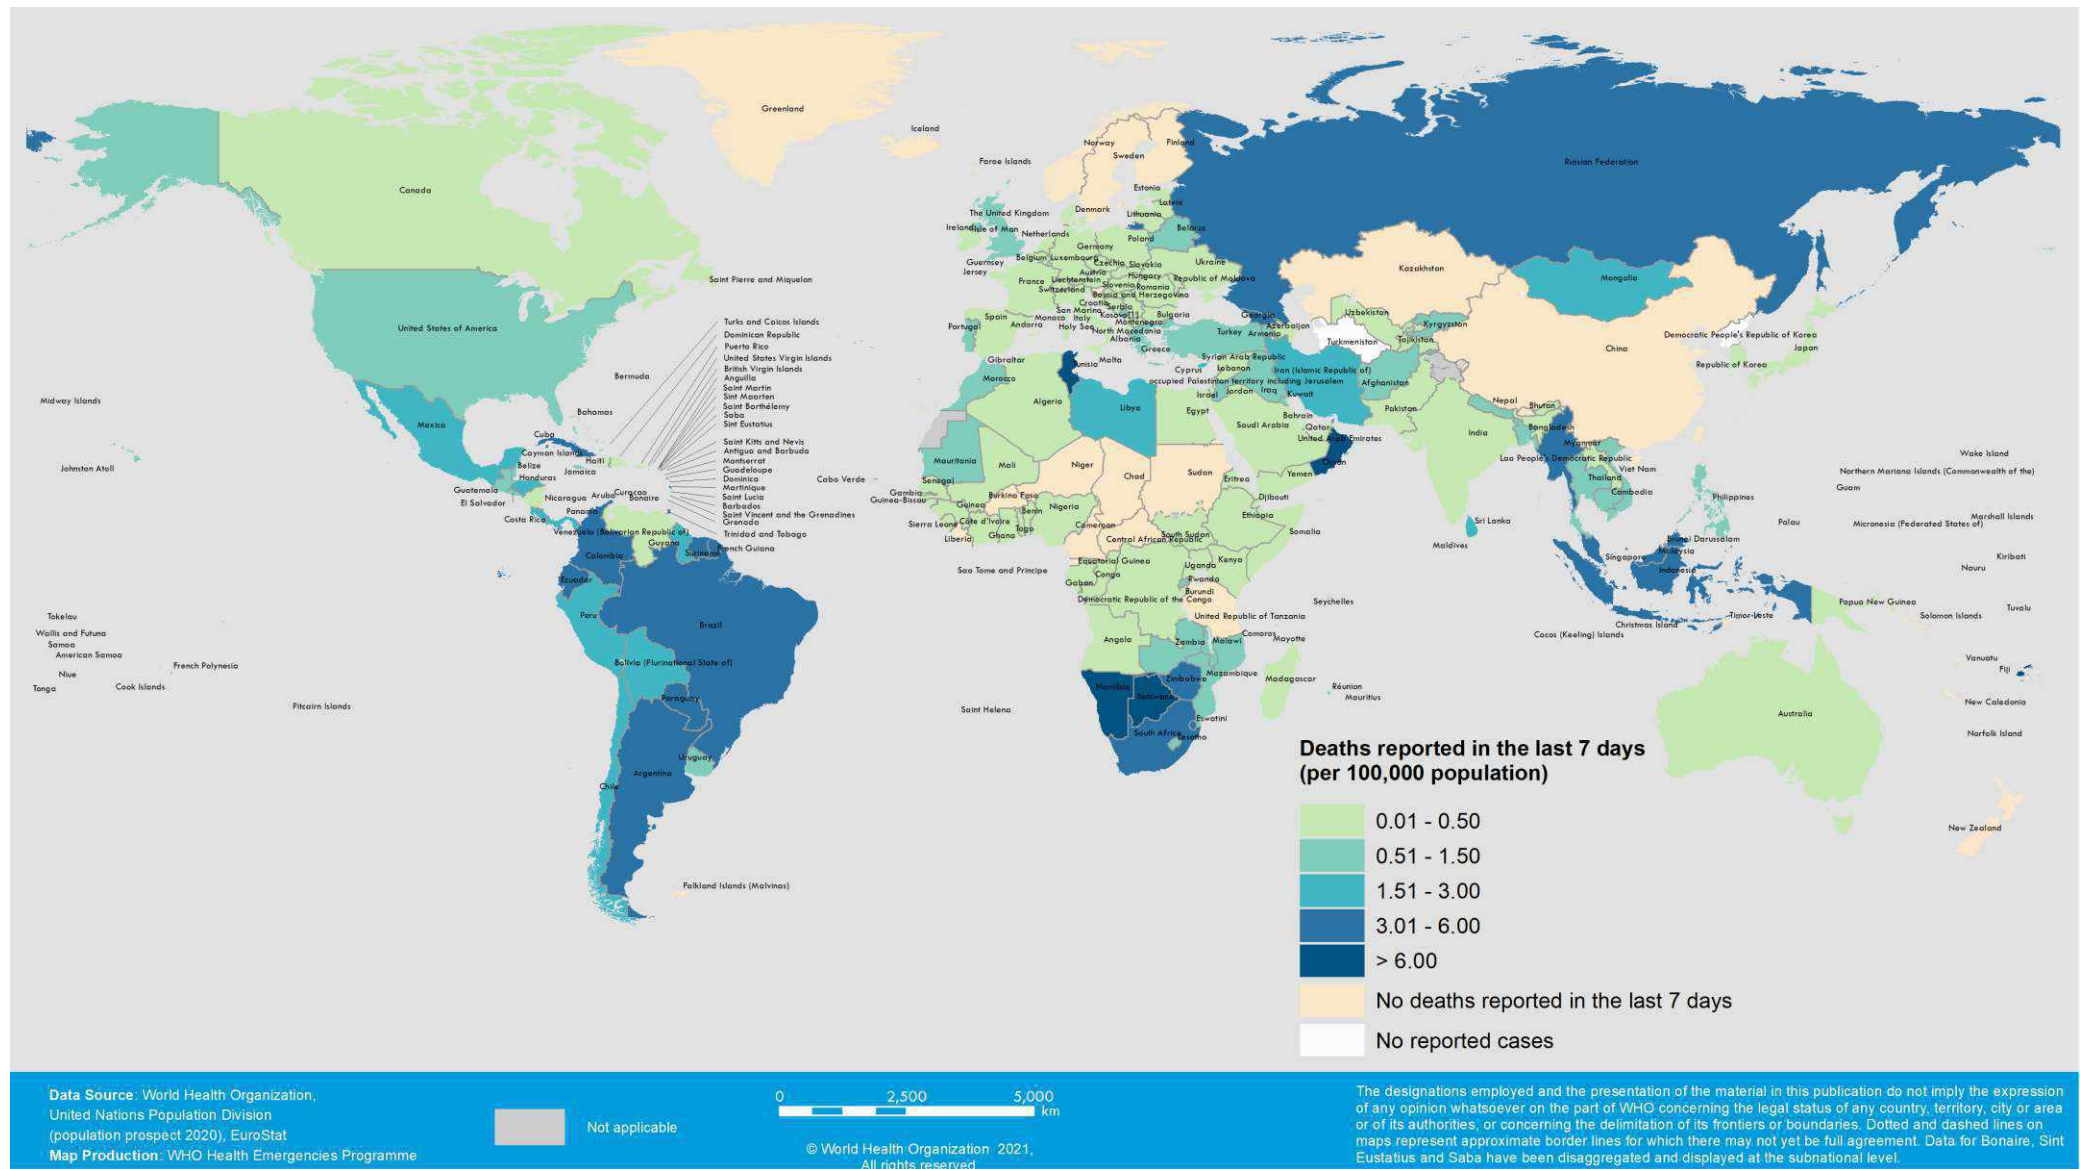 Greenland
Iceland
Faroe Islands
Norway
Sweden
Finland
Russian Federation
Canada
Estonia
Latvia
Denmark
Lithuania
The United Kingdom
Ireland
Isle of Man
Netherlands
Belarus
Poland
Germany
Guernsey
Belgium
Luxembourg
Czechia
Slovakia
Ukraine
Jersey
Austria
Hungary
Republic of Moldova
France
Liechtenstein
Slovenia
Romania
Switzerland
Bosnia and Herzegovina
Croatia
Serbia
San Marino
Kosovo[1]
Bulgaria
Spain
Andorra
Monaco
Italy
Montenegro
Portugal
Holy See
North Macedonia
Albania
Greece
Georgia
Azerbaijan
Turkey
Armenia
Kazakhstan
Mongolia
Uzbekistan
Kyrgyzstan
Turkmenistan
Tajikistan
China
Democratic People's Republic of Korea
Japan
Republic of Korea
Saint Pierre and Miquelon
United States of America
Turks and Caicos Islands
Dominican Republic
Puerto Rico
United States Virgin Islands
British Virgin Islands
Anguilla
Saint Martin
Sint Maarten
Saint Barthélemy
Saba
Sint Eustatius
Saint Kitts and Nevis
Antigua and Barbuda
Montserrat
Guadeloupe
Dominica
Martinique
Saint Lucia
Barbados
Saint Vincent and the Grenadines
Grenada
Trinidad and Tobago
Bermuda
Bahamas
Midway Islands
Johnston Atoll
Mexico
Cuba
Cayman Islands
Belize
Haiti
Jamaica
Honduras
Guatemala
El Salvador
Nicaragua
Aruba
Curacao
Bonaire
Costa Rica
Panama
Venezuela (Bolivarian Republic of)
Guyana
Suriname
French Guiana
Colombia
Ecuador
Peru
Brazil
Bolivia (Plurinational State of)
Paraguay
Uruguay
Argentina
Chile
Falkland Islands (Malvinas)
Tokelau
Wallis and Futuna
Samoa
American Samoa
Niue
Tonga
Cook Islands
French Polynesia
Pitcairn Islands
Gibraltar
Malta
Tunisia
Cyprus
Syrian Arab Republic
Lebanon
Iran (Islamic Republic of)
occupied Palestinian territory including Jerusalem
Afghanistan
Morocco
Algeria
Libya
Egypt
Israel
Jordan
Iraq
Kuwait
Pakistan
Nepal
Bhutan
Bahrain
Qatar
Saudi Arabia
United Arab Emirates
Oman
India
Bangladesh
Myanmar
Lao People's Democratic Republic
Viet Nam
Thailand
Cambodia
Philippines
Sri Lanka
Maldives
Mauritania
Mali
Niger
Chad
Sudan
Eritrea
Yemen
Cabo Verde
Senegal
Gambia
Guinea-Bissau
Guinea
Burkina Faso
Benin
Nigeria
Djibouti
Ethiopia
Somalia
Sierra Leone
Côte d'Ivoire
Togo
Ghana
Liberia
Cameroon
Central African Republic
South Sudan
Sao Tome and Principe
Equatorial Guinea
Congo
Gabon
Uganda
Kenya
Rwanda
Burundi
Democratic Republic of the Congo
United Republic of Tanzania
Seychelles
Angola
Zambia
Malawi
Comoros
Mayotte
Mozambique
Zimbabwe
Madagascar
Réunion
Mauritius
Saint Helena
Namibia
Botswana
Eswatini
South Africa
Lesotho
Wake Island
Northern Mariana Islands (Commonwealth of the)
Guam
Palau
Marshall Islands
Micronesia (Federated States of)
Brunei Darussalam
Malaysia
Singapore
Indonesia
Kiribati
Nauru
Papua New Guinea
Tuvalu
Solomon Islands
Timor-Leste
Christmas Island
Cocos (Keeling) Islands
Vanuatu
Fiji
New Caledonia
Australia
Norfolk Island
New Zealand
Deaths reported in the last 7 days
(per 100,000 population)
0.01 - 0.50
0.51 - 1.50
1.51 - 3.00
3.01 - 6.00
> 6.00
No deaths reported in the last 7 days
No reported cases
Data Source: World Health Organization,
United Nations Population Division
(population prospect 2020), EuroStat
Map Production: WHO Health Emergencies Programme
Not applicable
0 2,500 5,000
km
© World Health Organization 2021,
All rights reserved
The designations employed and the presentation of the material in this publication do not imply the expression
of any opinion whatsoever on the part of WHO concerning the legal status of any country, territory, city or area
or of its authorities, or concerning the delimitation of its frontiers or boundaries. Dotted and dashed lines on
maps represent approximate border lines for which there may not yet be full agreement. Data for Bonaire, Sint
Eustatius and Saba have been disaggregated and displayed at the subnational level.